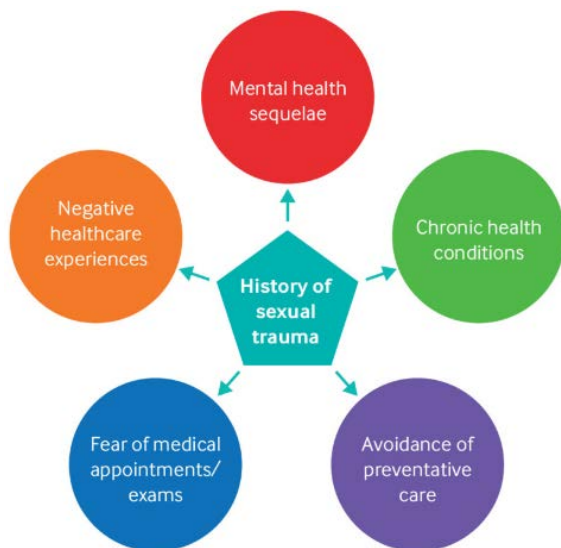 Mental health
sequelae
Negative
healthcare
experiences
Chronic health
conditions
History of
sexual
trauma
Fear of medical
appointments/
exams
Avoidance of
preventative
care